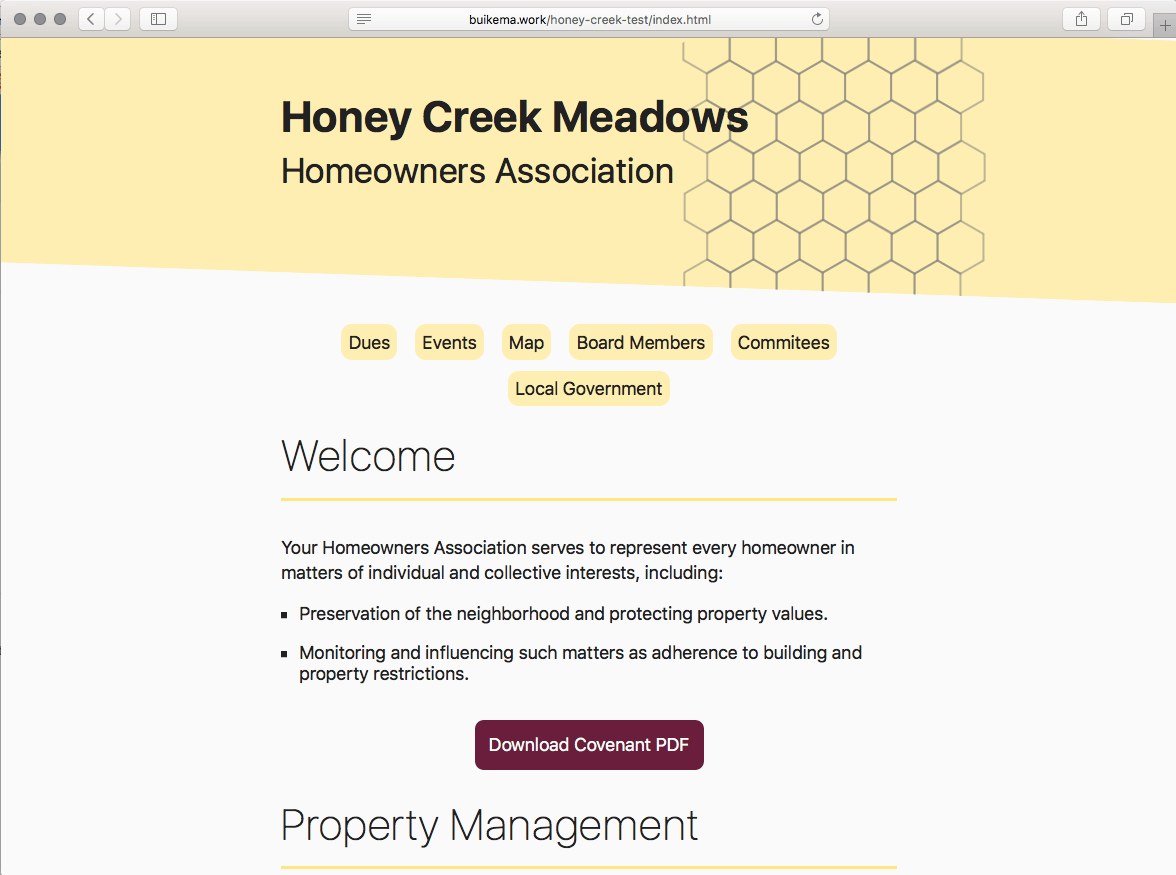 buikema.work/honey-creek-test/index.html
Honey Creek Meadows
Homeowners Association
Dues Events Map Board Members Commitees
Local Government
Welcome
Your Homeowners Association serves to represent every homeowner in
matters of individual and collective interests, including:
Preservation of the neighborhood and protecting property values.
Monitoring and influencing such matters as adherence to building and
property restrictions.
Download Covenant PDF
Property Management